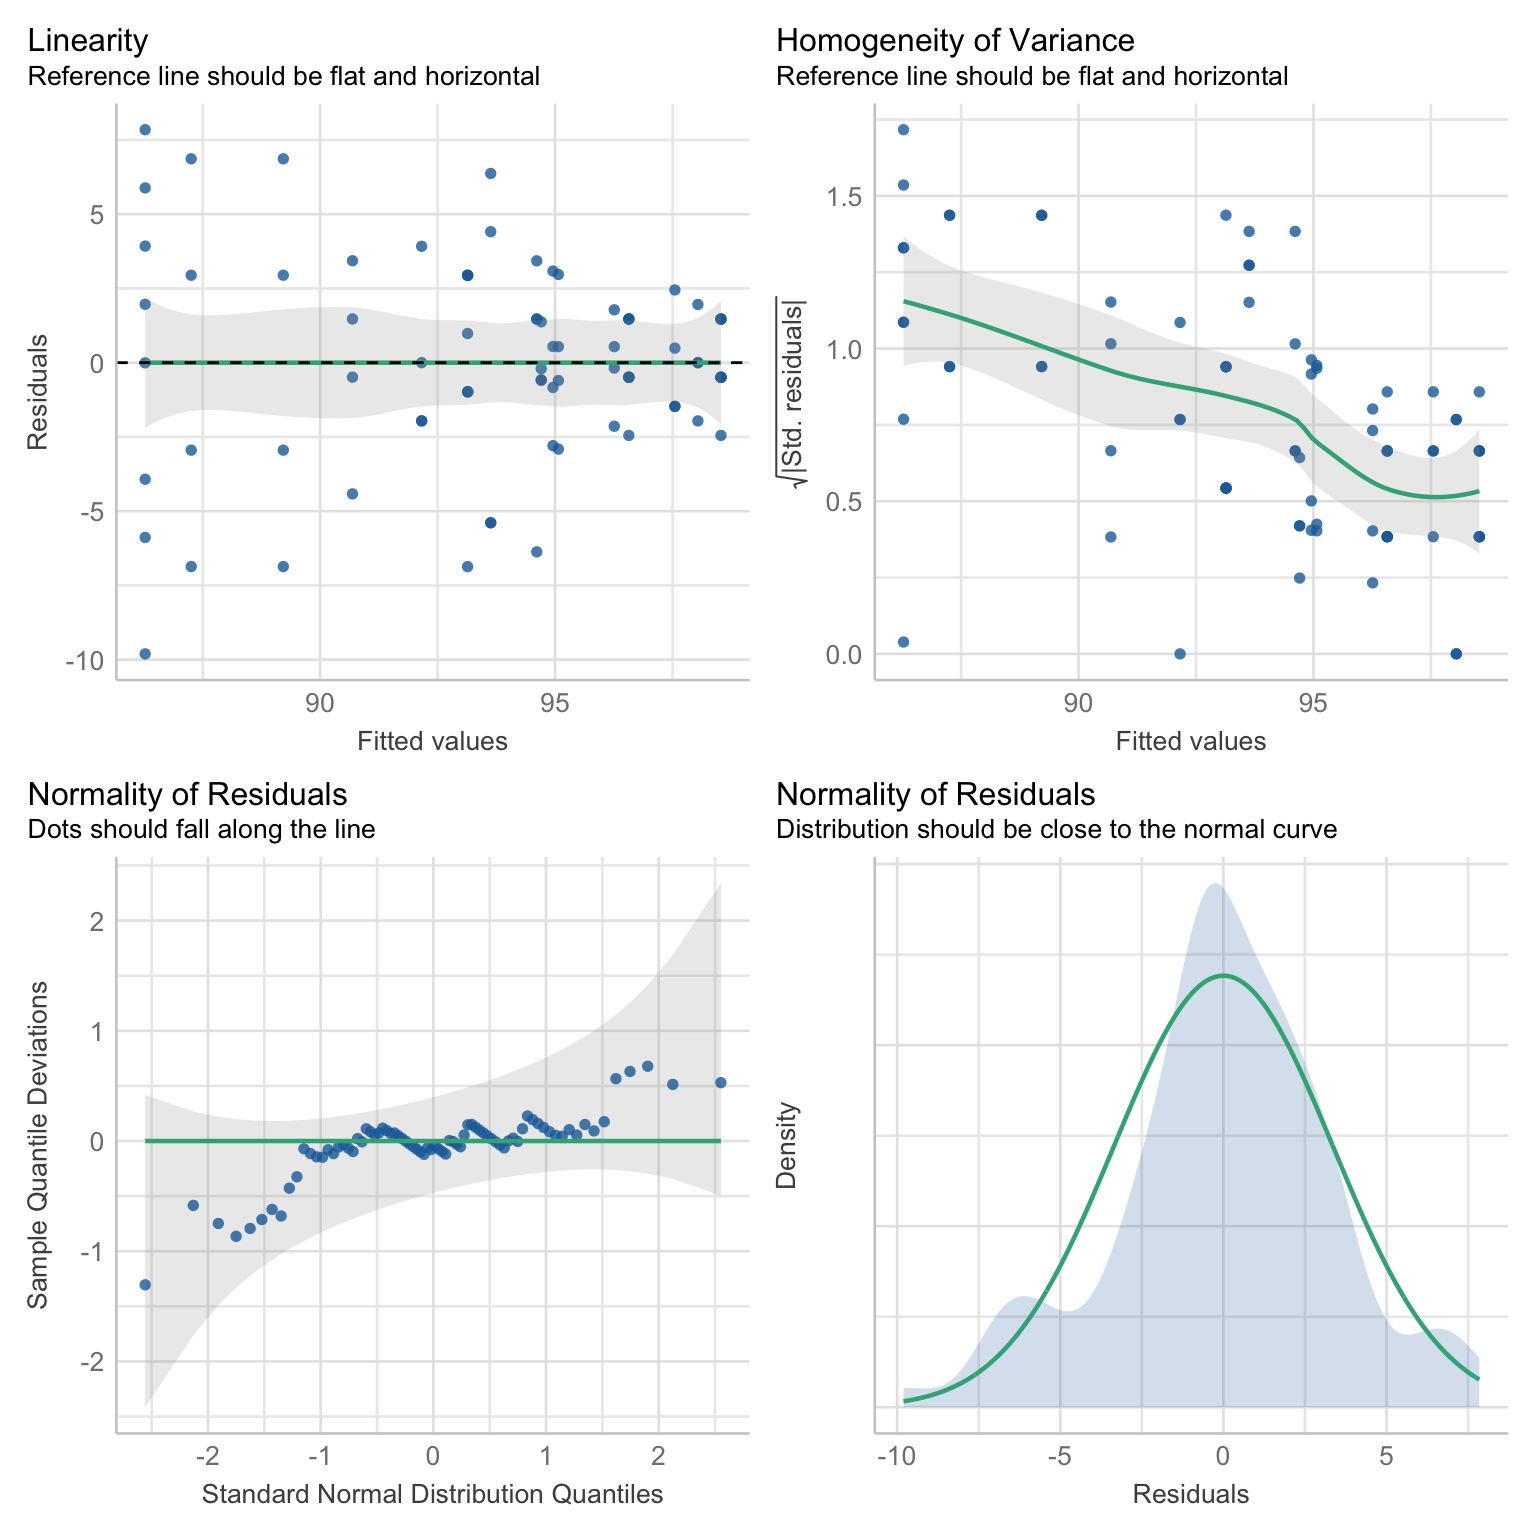 Linearity
Reference line should be flat and horizontal
Residuals
5
0
-5
-10
90
95
Fitted values
Homogeneity of Variance
Reference line should be flat and horizontal
√|Std. residuals|
1.5
1.0
0.5
0.0
90
95
Fitted values
Normality of Residuals
Dots should fall along the line
Sample Quantile Deviations
2
1
0
-1
-2
-2
-1
0
1
2
Standard Normal Distribution Quantiles
Normality of Residuals
Distribution should be close to the normal curve
Density
-10
-5
0
5
Residuals